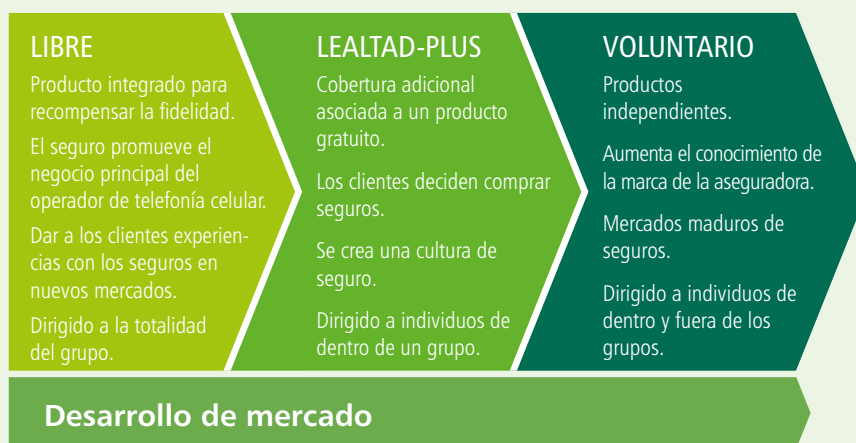 LIBRE
Producto integrado para
recompensar la fidelidad.
El seguro promueve el
negocio principal del
operador de telefonía celular.
Dar a los clientes experien-
cias con los seguros en
nuevos mercados.
Dirigido a la totalidad
del grupo.
LEALTAD-PLUS
Cobertura adicional
asociada a un producto
gratuito.
Los clientes deciden comprar
seguros.
Se crea una cultura de
seguro.
Dirigido a individuos de
dentro de un grupo.
VOLUNTARIO
Productos
independientes.
Aumenta el conocimiento de
la marca de la aseguradora.
Mercados maduros de
seguros.
Dirigido a individuos de
dentro y fuera de los
grupos.
Desarrollo de mercado